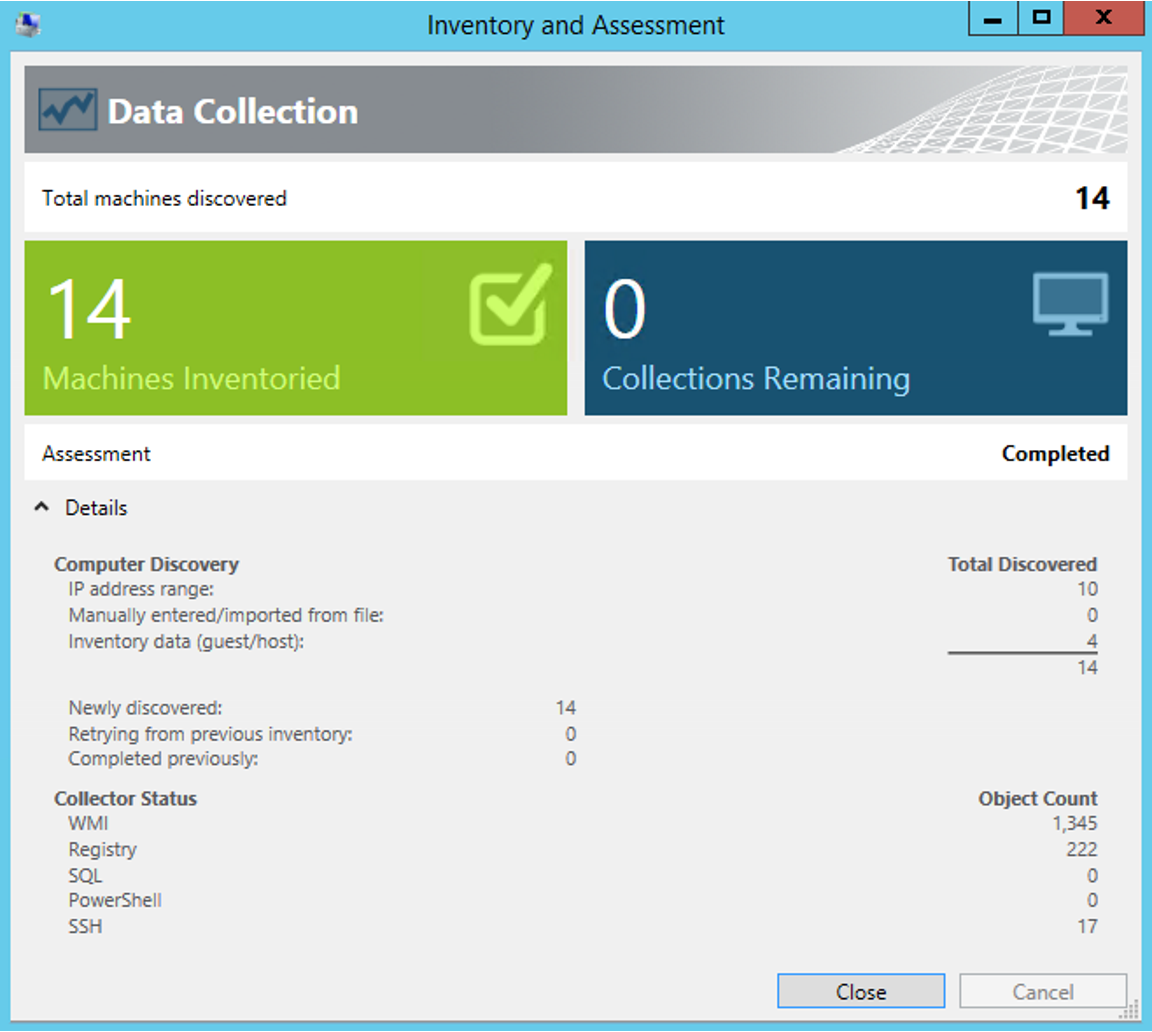 Inventory and Assessment
Data Collection
Total machines discovered 14
14 0
Machines Inventoried Collections Remaining
Assessment Completed
Details
Computer Discovery Total Discovered
IP address range: 10
Manually entered/imported from file: 0
Inventory data (guest/host): 4
14
Newly discovered: 14
Retrying from previous inventory: 0
Completed previously: 0
Collector Status Object Count
WMI 1,345
Registry 222
SQL 0
PowerShell 0
SSH 17
Close Cancel